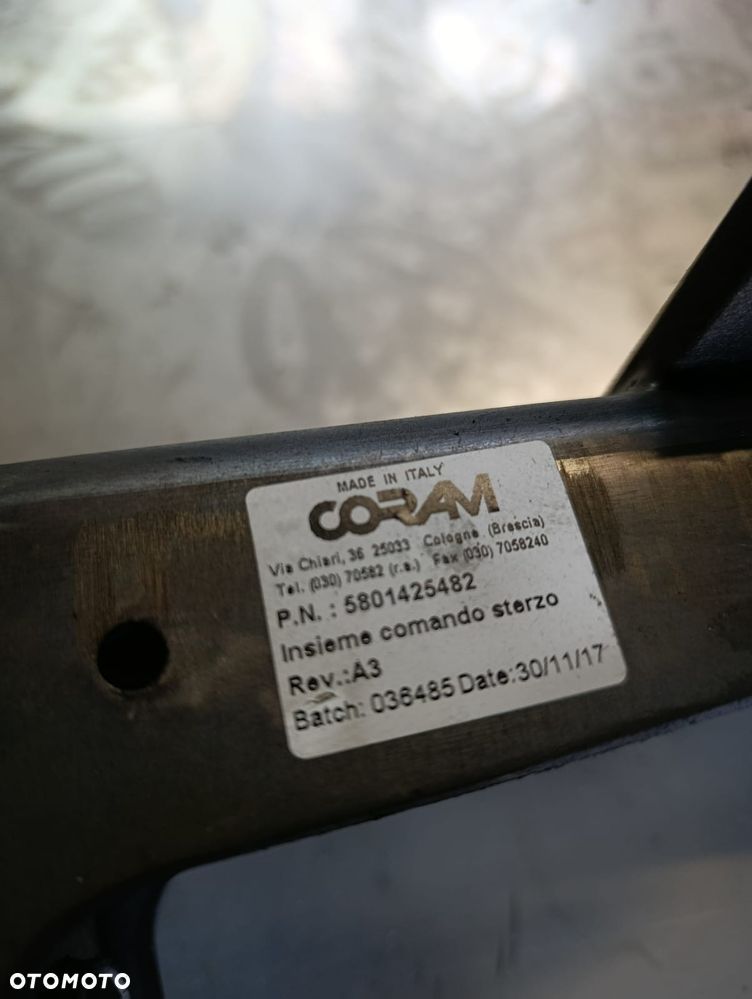 MADE IN ITALY
CORAM
Via Chiari, 36 25033 Cologne (Brescia)
Tel. (030) 70582 (r.a.) Fax (030) 7058240
P.N. : 5801425482
Insieme comando sterzo
Rev.:A3
Batch: 036485 Date:30/11/17
OTOMOTO